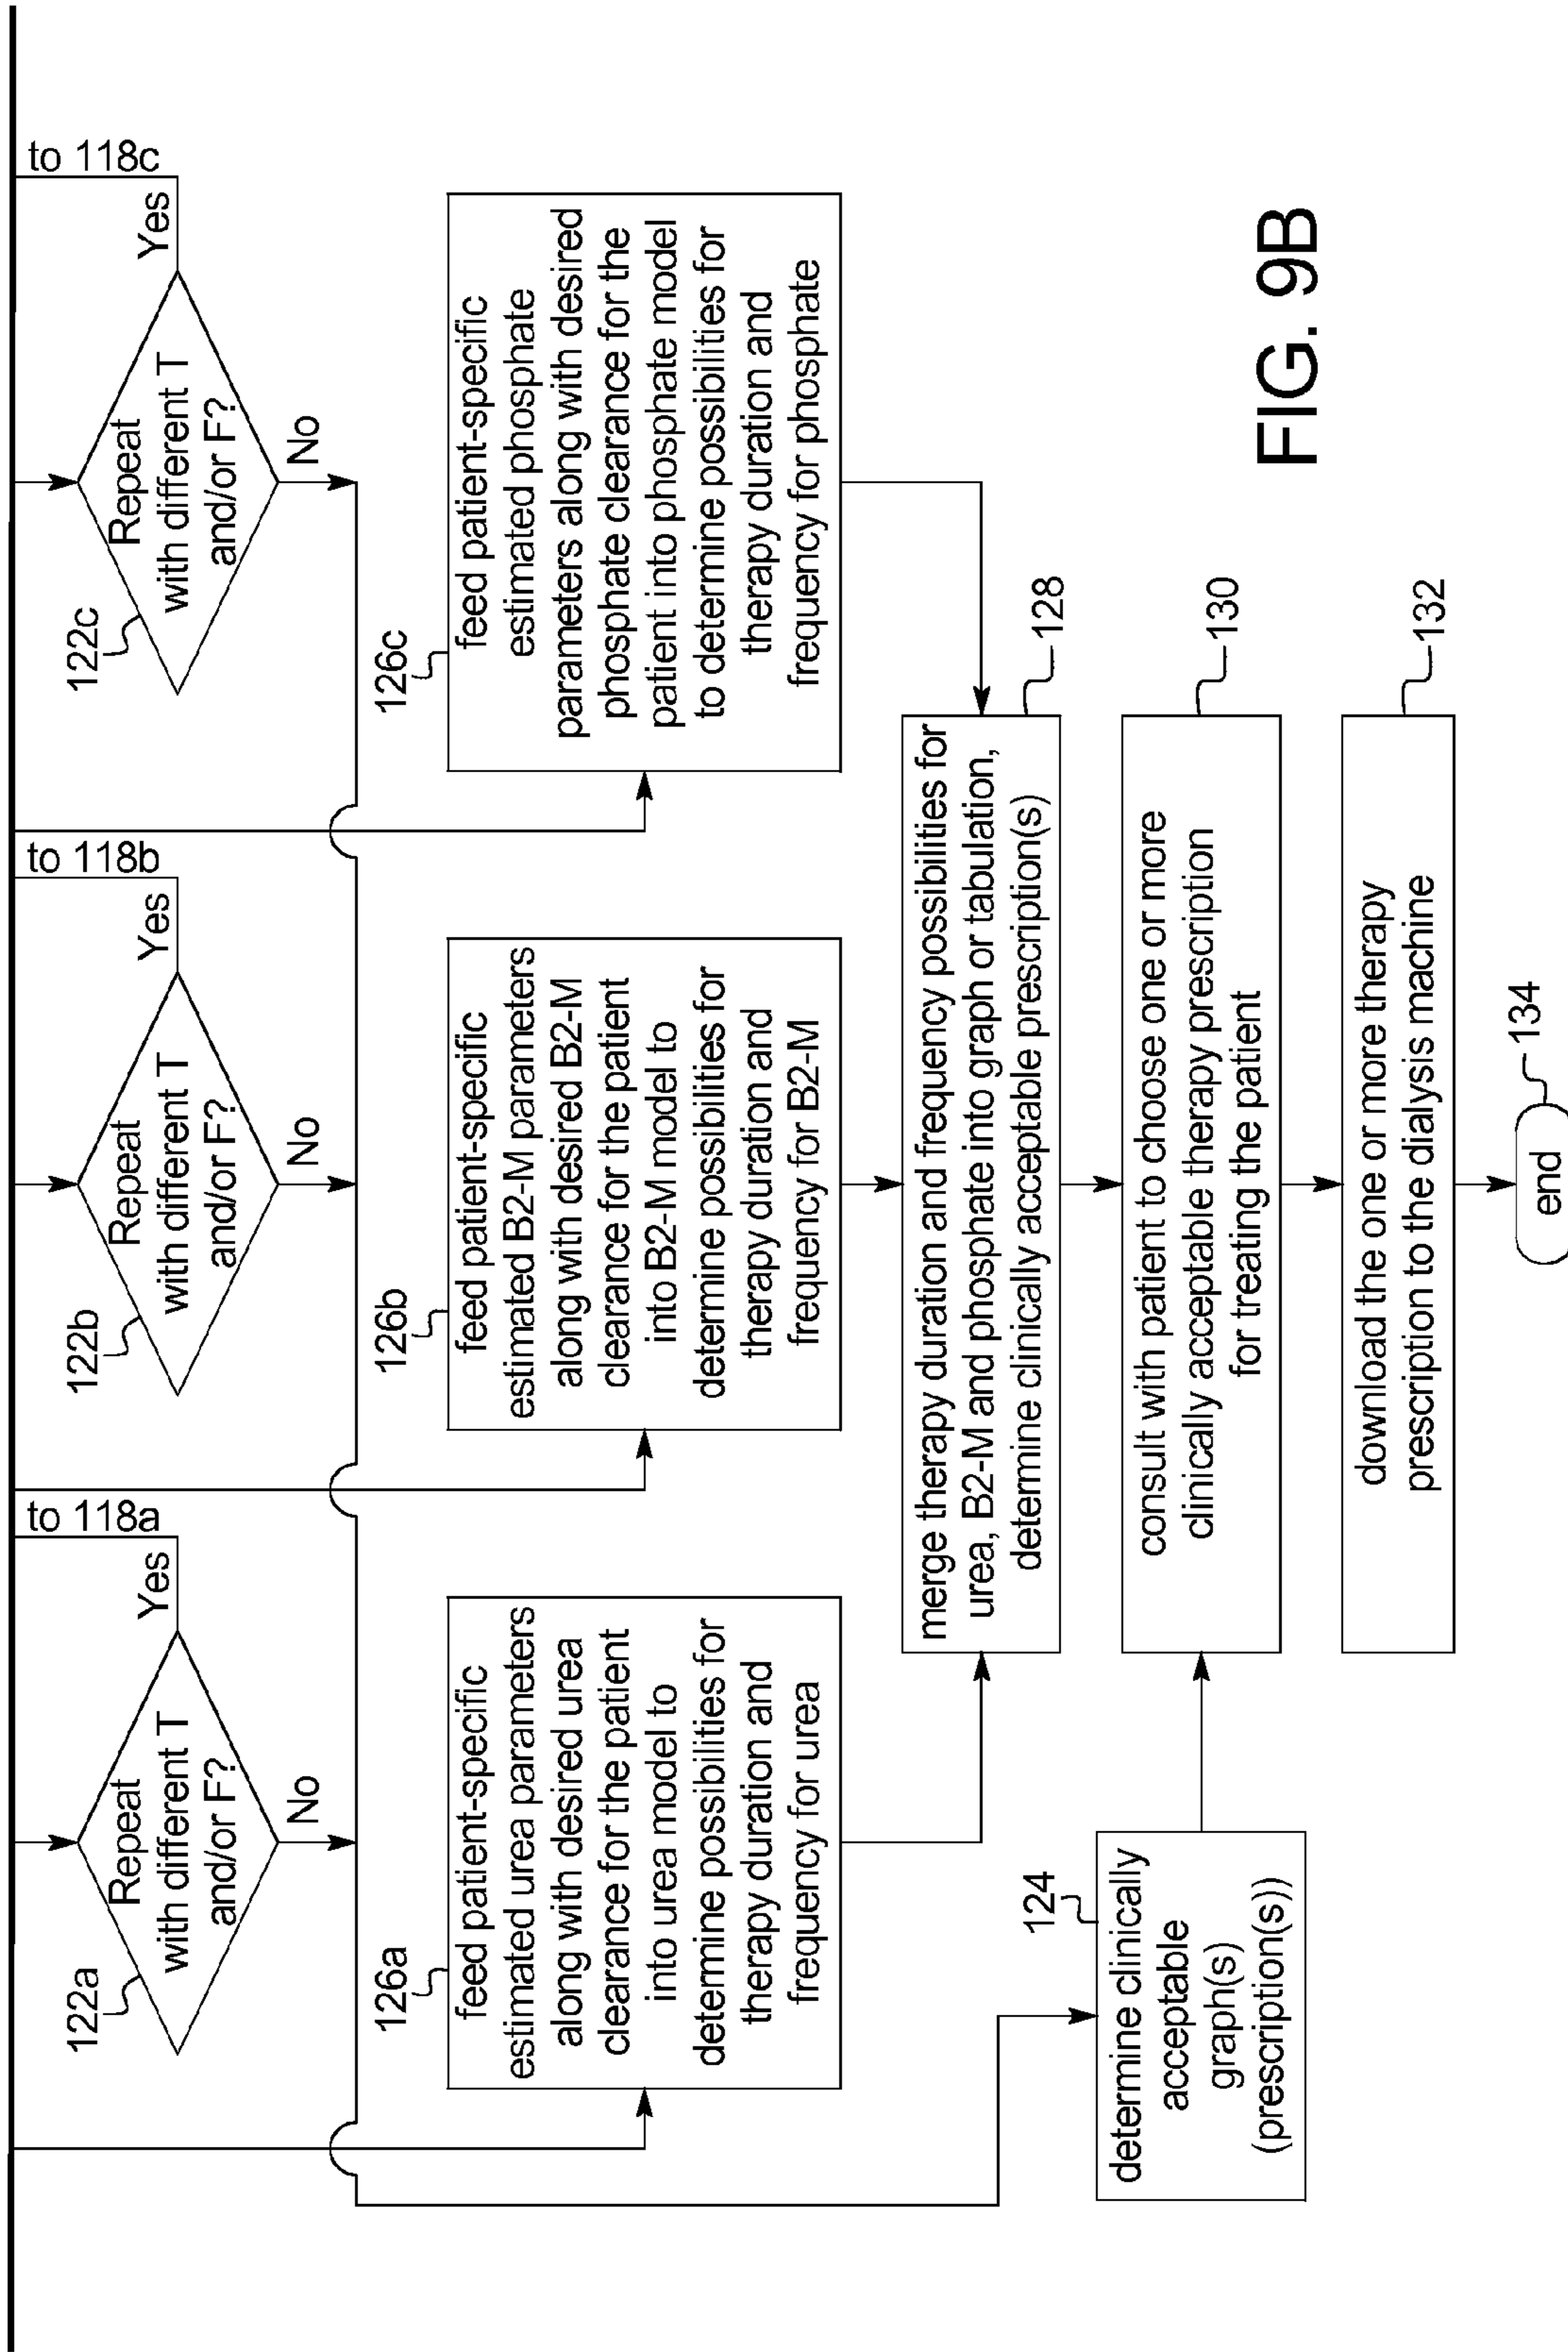 to 118a
to 118b
to 118c
122a
Repeat
with different T
and/or F?
Yes
No
122b
Repeat
with different T
and/or F?
Yes
No
122c
Repeat
with different T
and/or F?
Yes
No
126a
feed patient-specific
estimated urea parameters
along with desired urea
clearance for the patient
into urea model to
determine possibilities for
therapy duration and
frequency for urea
126b
feed patient-specific
estimated B2-M parameters
along with desired B2-M
clearance for the patient
into B2-M model to
determine possibilities for
therapy duration and
frequency for B2-M
126c
feed patient-specific
estimated phosphate
parameters along with desired
phosphate clearance for the
patient into phosphate model
to determine possibilities for
therapy duration and
frequency for phosphate
merge therapy duration and frequency possibilities for
urea, B2-M and phosphate into graph or tabulation,
determine clinically acceptable prescription(s)
128
124
determine clinically
acceptable
graph(s)
(prescription(s))
consult with patient to choose one or more
clinically acceptable therapy prescription
for treating the patient
130
download the one or more therapy
prescription to the dialysis machine
132
end
134
FIG. 9B